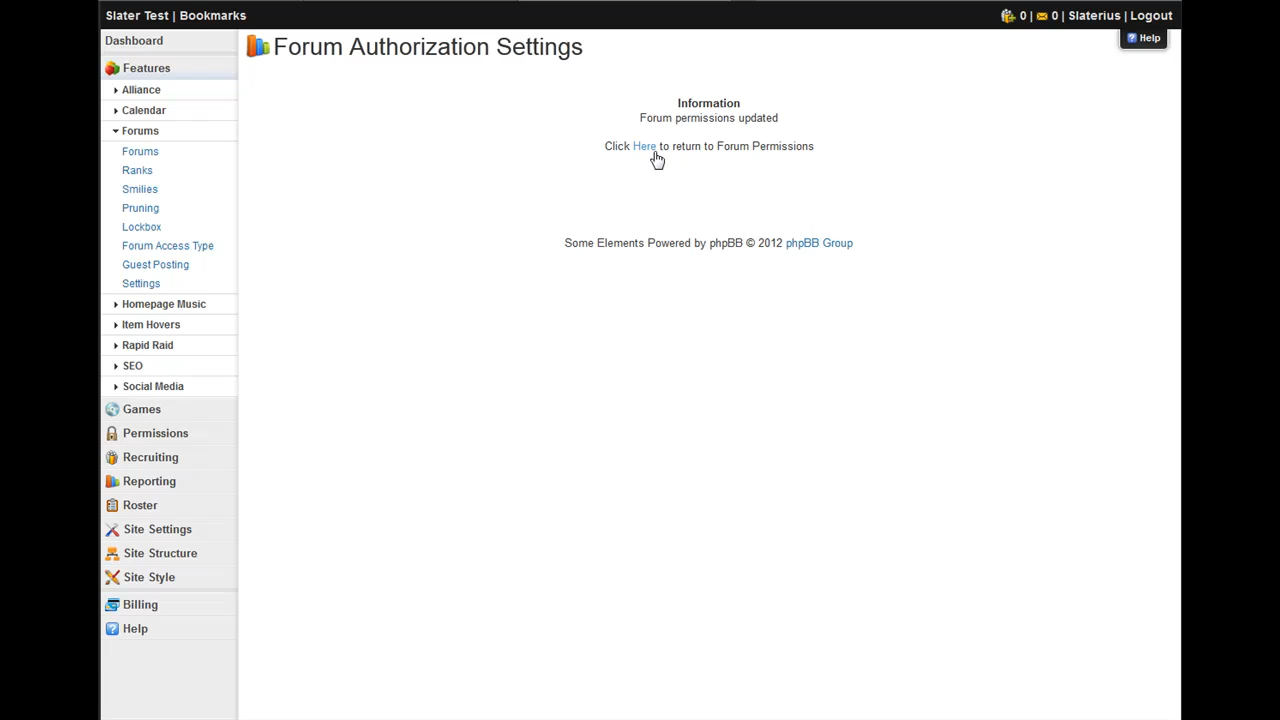 Slater Test | Bookmarks
0 | 0 | Slaterius | Logout
Dashboard
Features
Alliance
Calendar
Forums
Forums
Ranks
Smilies
Pruning
Lockbox
Forum Access Type
Guest Posting
Settings
Homepage Music
Item Hovers
Rapid Raid
SEO
Social Media
Games
Permissions
Recruiting
Reporting
Roster
Site Settings
Site Structure
Site Style
Billing
Help
Forum Authorization Settings
Help
Information
Forum permissions updated
Click Here to return to Forum Permissions
Some Elements Powered by phpBB © 2012 phpBB Group